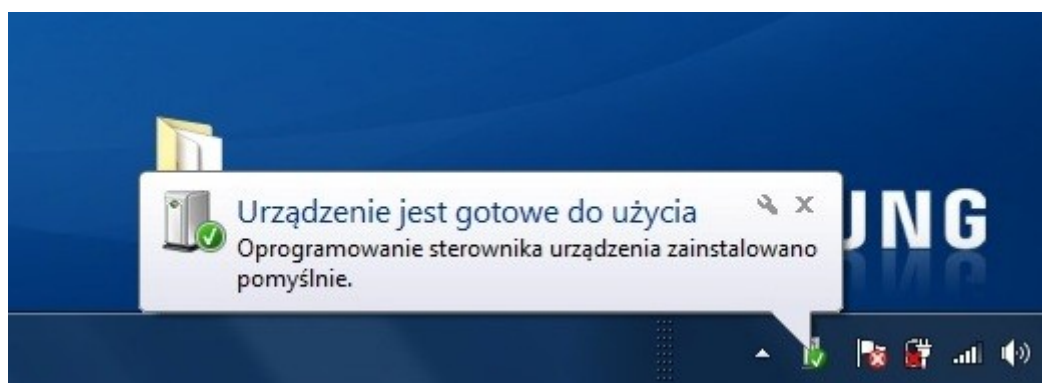 Urządzenie jest gotowe do użycia
Oprogramowanie sterownika urządzenia zainstalowano
pomyślnie.
UNG